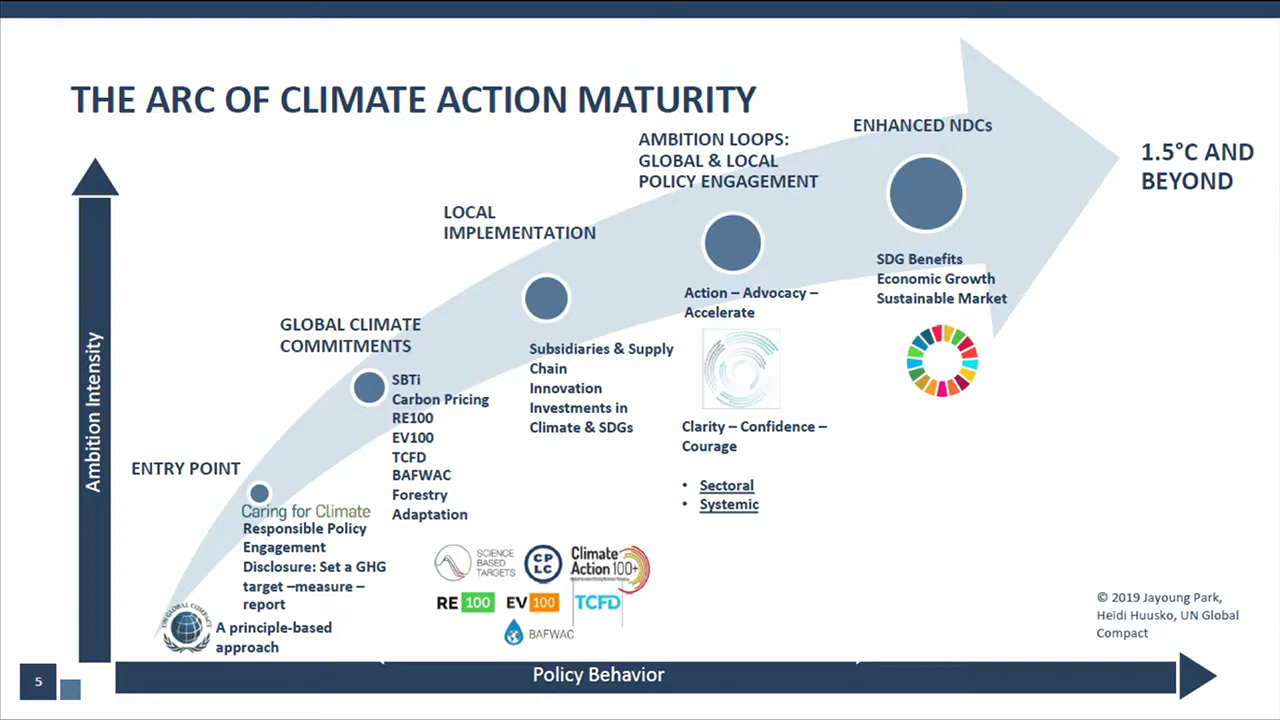 THE ARC OF CLIMATE ACTION MATURITY
Ambition Intensity
ENTRY POINT
Caring for Climate
Responsible Policy
Engagement
Disclosure: Set a GHG
target –measure –
report
UN GLOBAL COMPACT
A principle-based
approach
GLOBAL CLIMATE
COMMITMENTS
SBTi
Carbon Pricing
RE100
EV100
TCFD
BAFWAC
Forestry
Adaptation
SCIENCE
BASED
TARGETS
CP
LC
Climate
Action 100+
RE 100
EV 100
TCFD
BAFWAC
LOCAL
IMPLEMENTATION
Subsidiaries & Supply
Chain
Innovation
Investments in
Climate & SDGs
AMBITION LOOPS:
GLOBAL & LOCAL
POLICY ENGAGEMENT
Action – Advocacy –
Accelerate
Clarity – Confidence –
Courage
• Sectoral
• Systemic
ENHANCED NDCs
SDG Benefits
Economic Growth
Sustainable Market
1.5°C AND
BEYOND
© 2019 Jayoung Park,
Heidi Huusko, UN Global
Compact
Policy Behavior
5